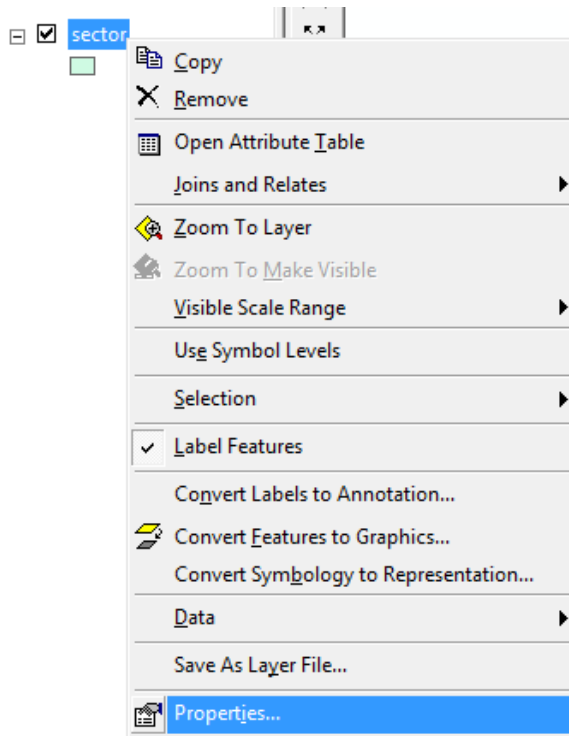 sector
Copy
Remove
Open Attribute Table
Joins and Relates
Zoom To Layer
Zoom To Make Visible
Visible Scale Range
Use Symbol Levels
Selection
Label Features
Convert Labels to Annotation...
Convert Features to Graphics...
Convert Symbology to Representation...
Data
Save As Layer File...
Properties...